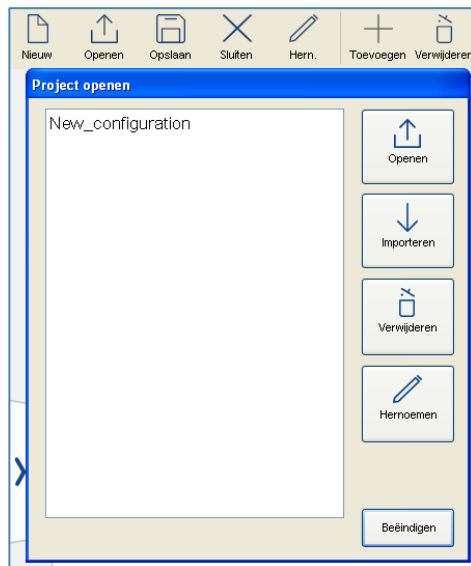 Nieuw Openen Opslaan Sluiten Hern. Toevoegen Verwijderen
Project openen
New_configuration
Openen
Importeren
Verwijderen
Hernoemen
Beëindigen